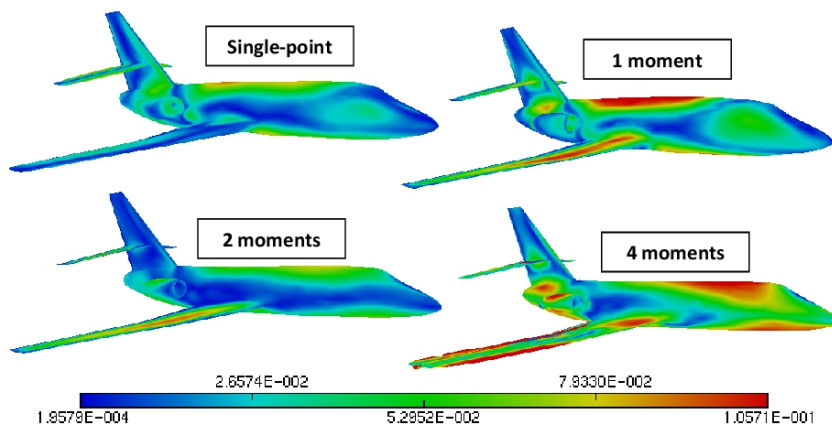 Single-point
1 moment
2 moments
4 moments
2.6574E-002
7.9330E-002
1.9579E-004
5.2952E-002
1.0571E-001